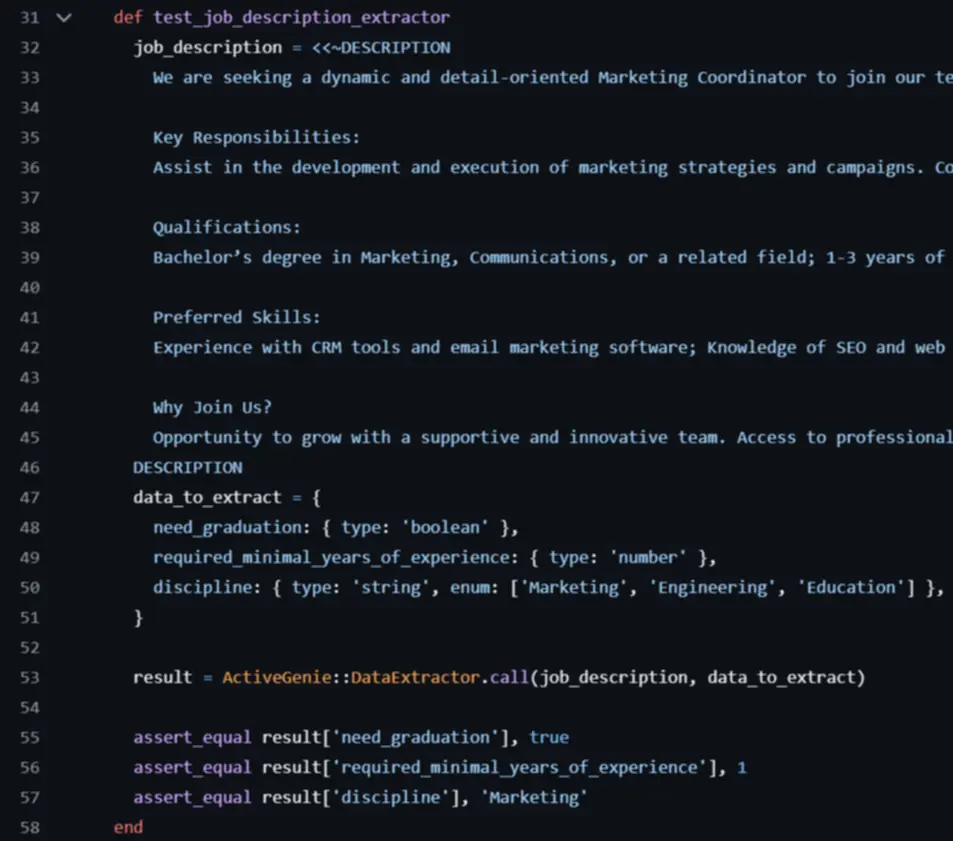 31 def test_job_description_extractor
32 job_description = <<~DESCRIPTION
33 We are seeking a dynamic and detail-oriented Marketing Coordinator to join our te
34
35 Key Responsibilities:
36 Assist in the development and execution of marketing strategies and campaigns. Co
37
38 Qualifications:
39 Bachelor’s degree in Marketing, Communications, or a related field; 1-3 years of
40
41 Preferred Skills:
42 Experience with CRM tools and email marketing software; Knowledge of SEO and web
43
44 Why Join Us?
45 Opportunity to grow with a supportive and innovative team. Access to professional
46 DESCRIPTION
47 data_to_extract = {
48 need_graduation: { type: 'boolean' },
49 required_minimal_years_of_experience: { type: 'number' },
50 discipline: { type: 'string', enum: ['Marketing', 'Engineering', 'Education'] },
51 }
52
53 result = ActiveGenie::DataExtractor.call(job_description, data_to_extract)
54
55 assert_equal result['need_graduation'], true
56 assert_equal result['required_minimal_years_of_experience'], 1
57 assert_equal result['discipline'], 'Marketing'
58 end